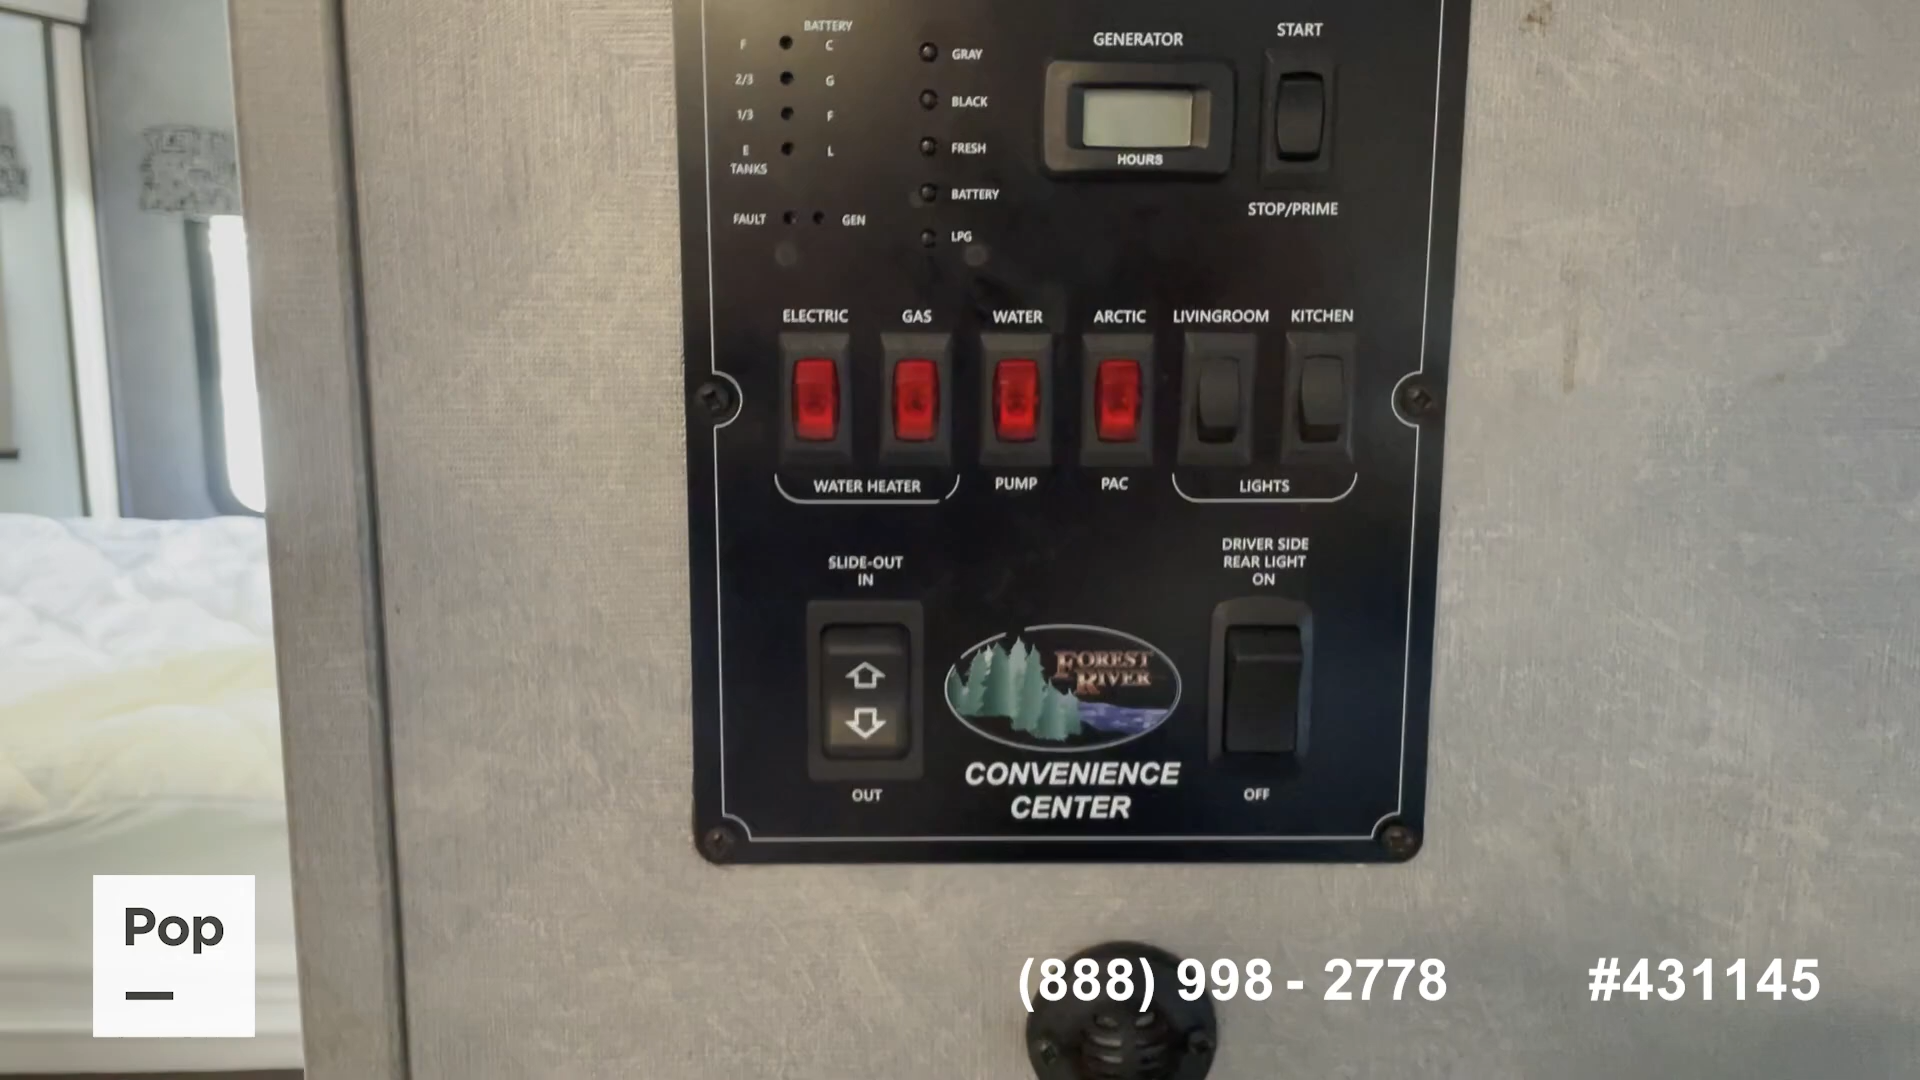 BATTERY
F C
2/3 G
1/3 F
E L
TANKS
FAULT GEN
GRAY
BLACK
FRESH
BATTERY
LPG
GENERATOR
HOURS
START
STOP/PRIME
ELECTRIC GAS WATER ARCTIC LIVINGROOM KITCHEN
WATER HEATER PUMP PAC LIGHTS
SLIDE-OUT
IN
OUT
DRIVER SIDE
REAR LIGHT
ON
OFF
FOREST
RIVER
CONVENIENCE
CENTER
Pop
(888) 998 - 2778 #431145